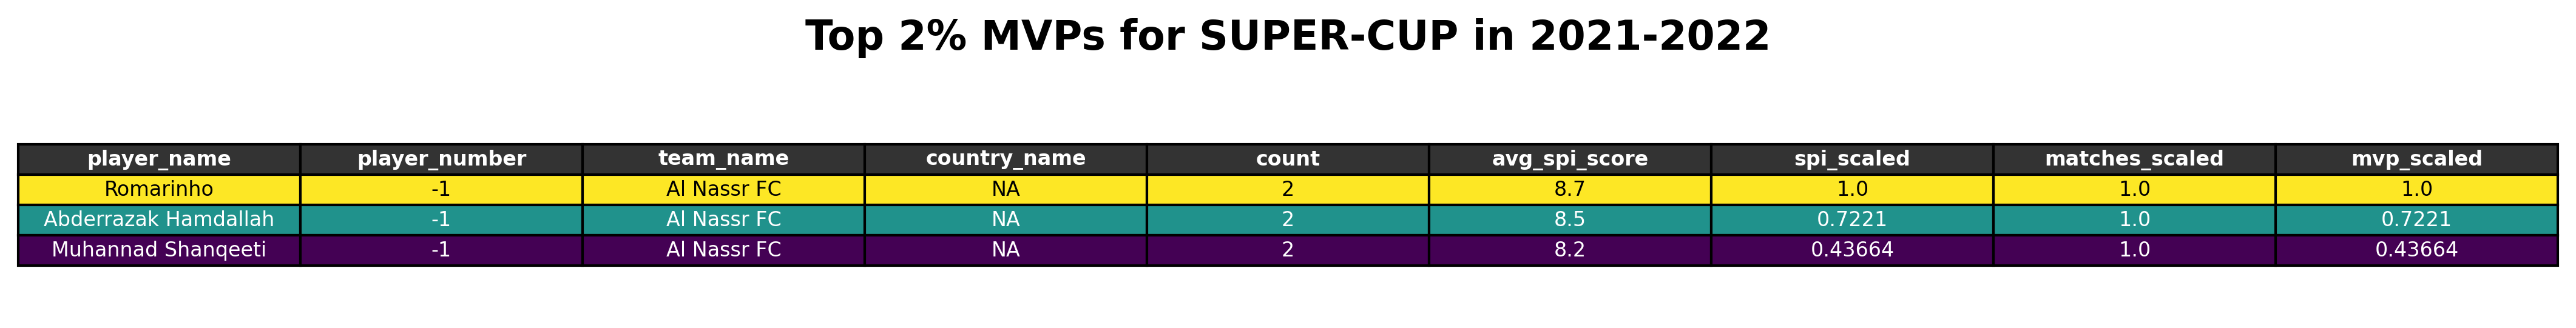 Top 2% MVPs for SUPER-CUP in 2021-2022
player_name player_number team_name country_name count avg_spi_score spi_scaled matches_scaled mvp_scaled
Romarinho -1 Al Nassr FC NA 2 8.7 1.0 1.0 1.0
Abderrazak Hamdallah -1 Al Nassr FC NA 2 8.5 0.7221 1.0 0.7221
Muhannad Shanqeeti -1 Al Nassr FC NA 2 8.2 0.43664 1.0 0.43664